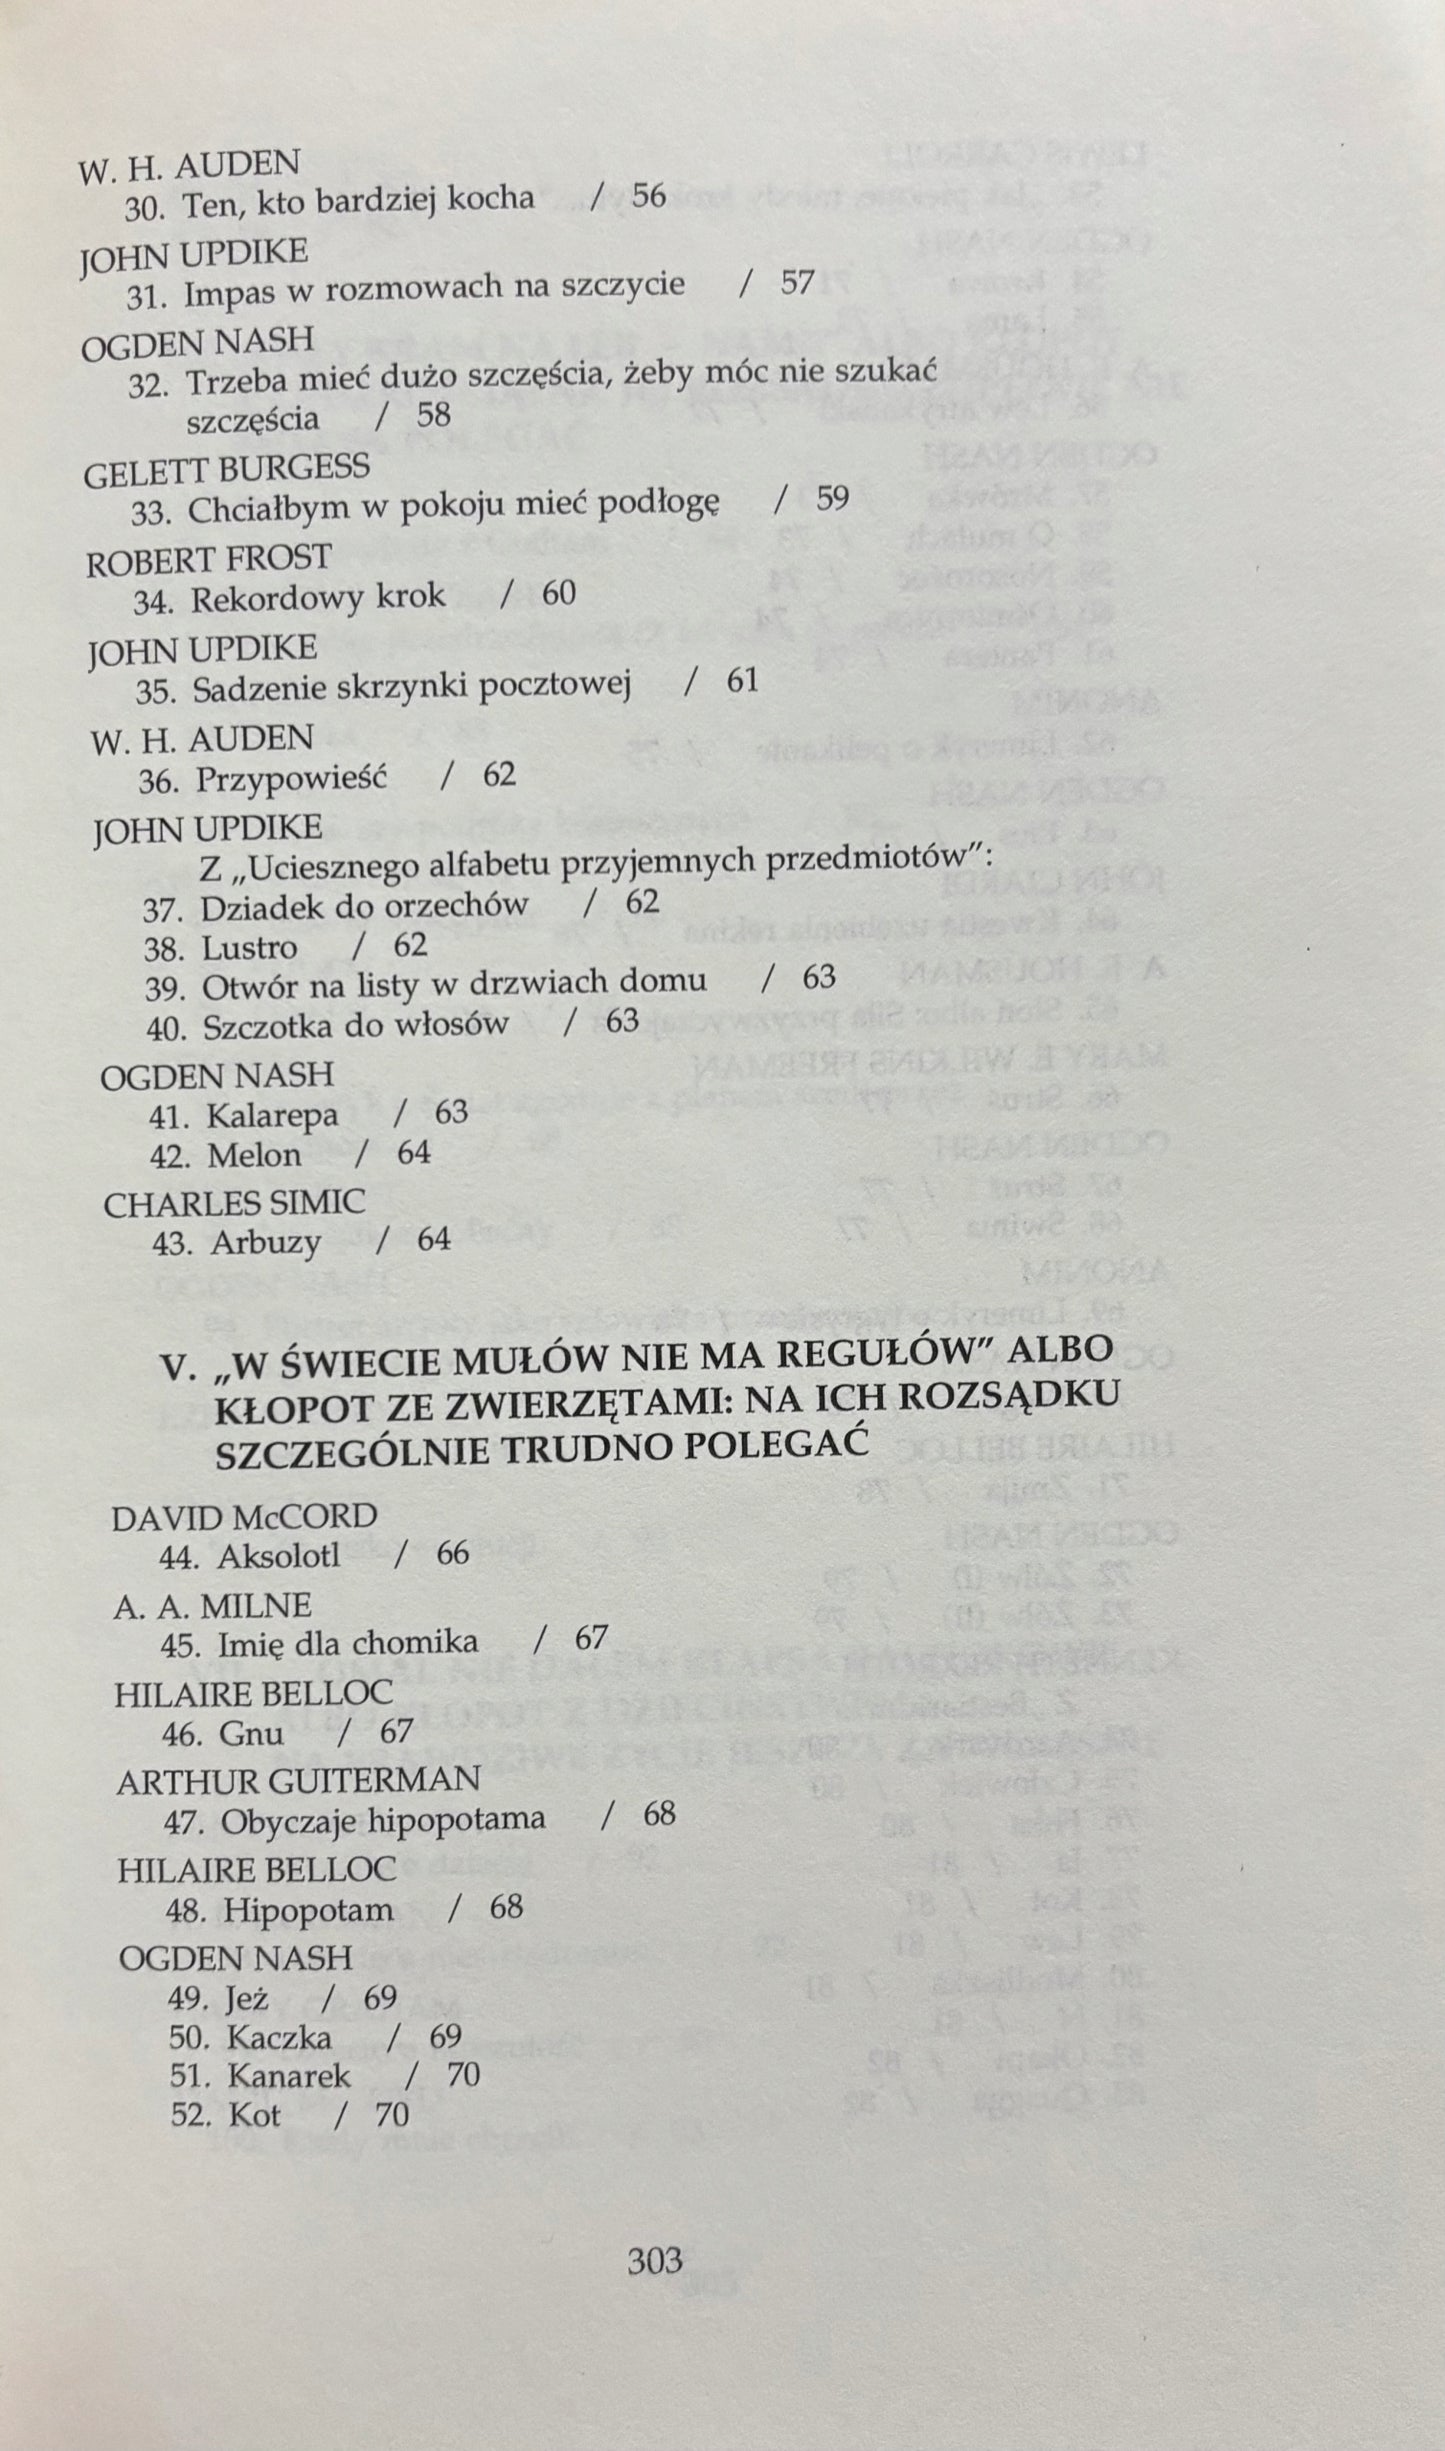 W. H. AUDEN
30. Ten, kto bardziej kocha / 56
JOHN UPDIKE
31. Impas w rozmowach na szczycie / 57
OGDEN NASH
32. Trzeba mieć dużo szczęścia, żeby móc nie szukać
szczęścia / 58
GELETT BURGESS
33. Chciałbym w pokoju mieć podłogę / 59
ROBERT FROST
34. Rekordowy krok / 60
JOHN UPDIKE
35. Sadzenie skrzynki pocztowej / 61
W. H. AUDEN
36. Przypowieść / 62
JOHN UPDIKE
Z „Uciesznego alfabetu przyjemnych przedmiotów”:
37. Dziadek do orzechów / 62
38. Lustro / 62
39. Otwór na listy w drzwiach domu / 63
40. Szczotka do włosów / 63
OGDEN NASH
41. Kalarepa / 63
42. Melon / 64
CHARLES SIMIC
43. Arbuzy / 64
V. „W ŚWIECIE MUŁÓW NIE MA REGUŁÓW” ALBO
KŁOPOT ZE ZWIERZĘTAMI: NA ICH ROZSĄDKU
SZCZEGÓLNIE TRUDNO POLEGAĆ
DAVID McCORD
44. Aksolotl / 66
A. A. MILNE
45. Imię dla chomika / 67
HILAIRE BELLOC
46. Gnu / 67
ARTHUR GUITERMAN
47. Obyczaje hipopotama / 68
HILAIRE BELLOC
48. Hipopotam / 68
OGDEN NASH
49. Jeż / 69
50. Kaczka / 69
51. Kanarek / 70
52. Kot / 70
303